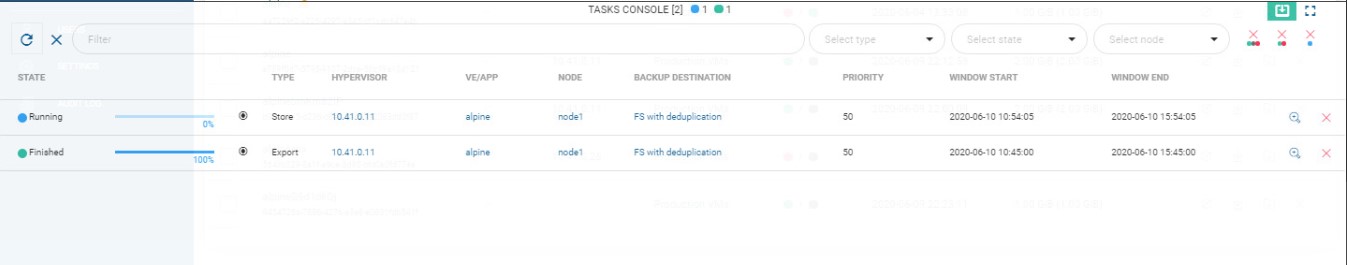 TASKS CONSOLE [2] 1 1
Filter Select type Select state Select node
SETTINGS
STATE TYPE HYPERVISOR VE/APP NODE BACKUP DESTINATION PRIORITY WINDOW START WINDOW END
Running 0% Store 10.41.0.11 alpine node1 FS with deduplication 50 2020-06-10 10:54:05 2020-06-10 15:54:05
Finished 100% Export 10.41.0.11 alpine node1 FS with deduplication 50 2020-06-10 10:45:00 2020-06-10 15:45:00
Production VMs